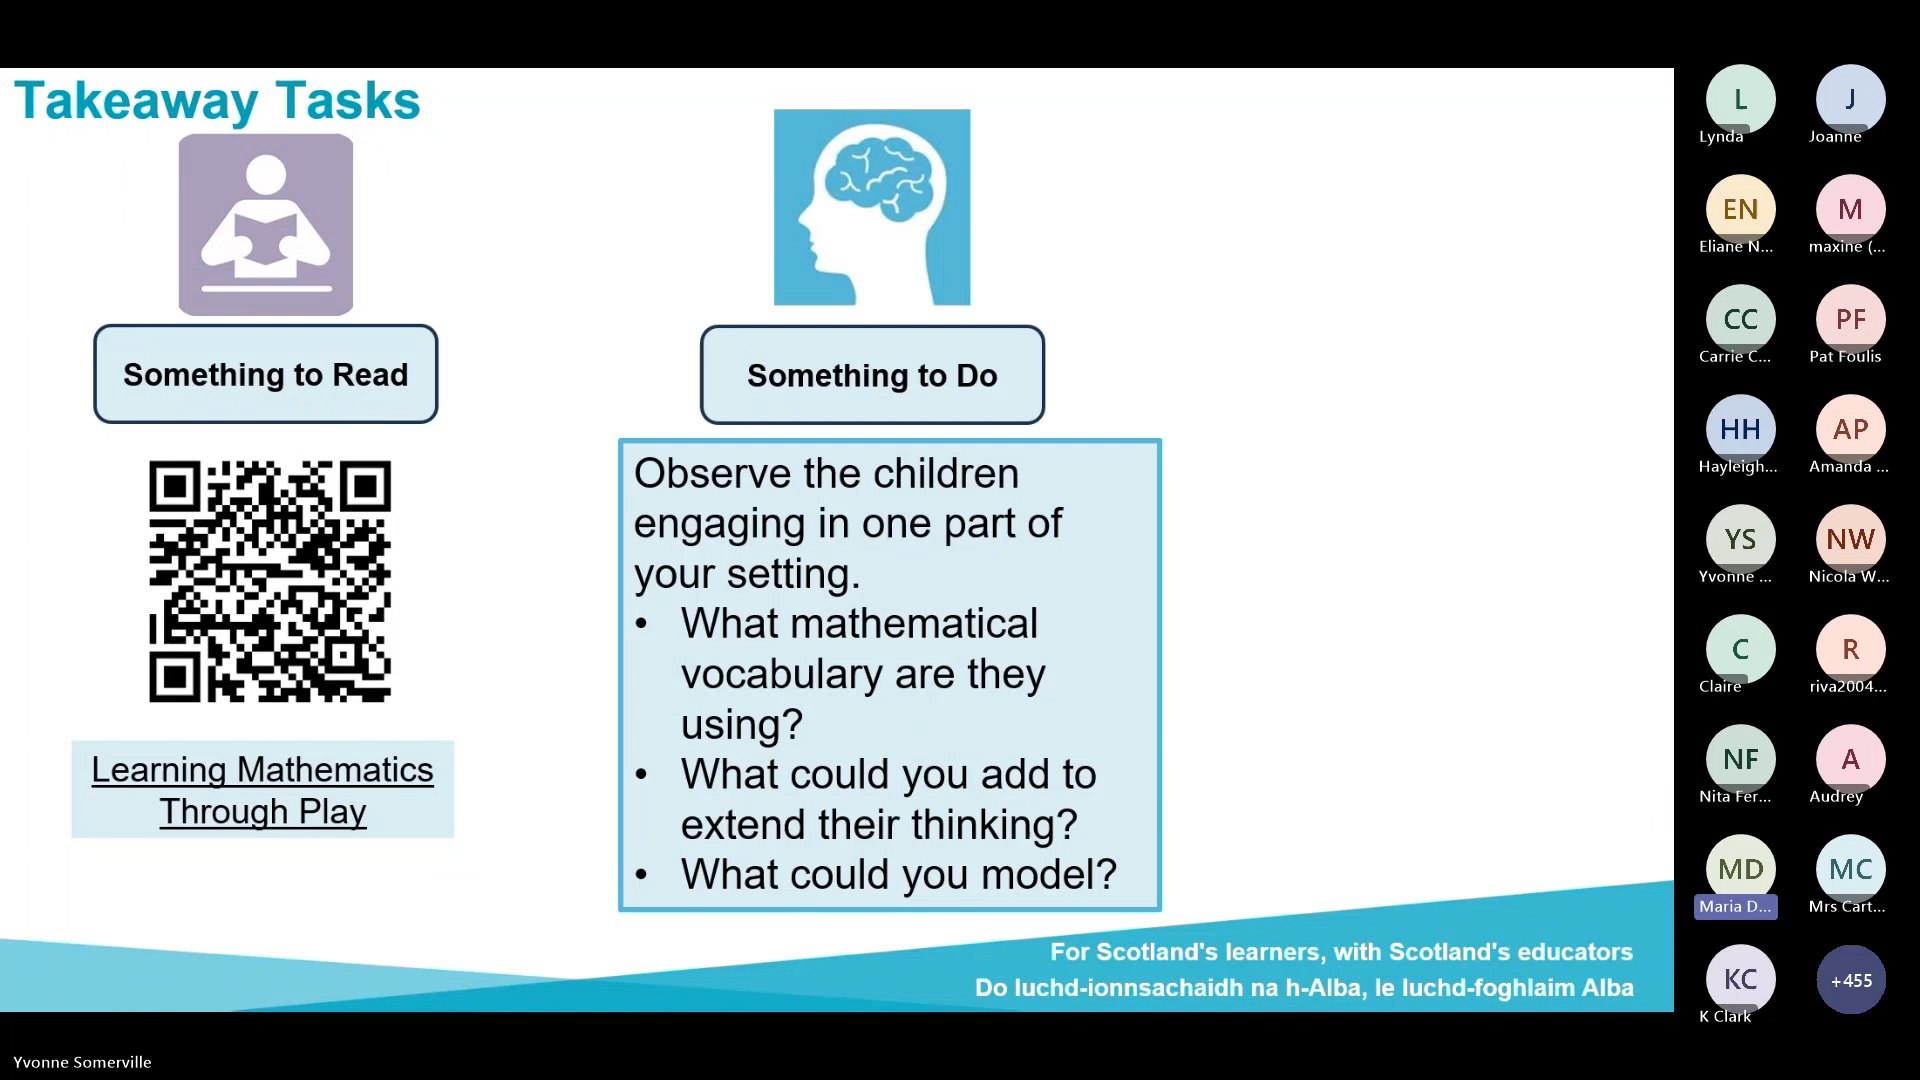 Takeaway Tasks
Something to Read
Learning Mathematics
Through Play
Something to Do
Observe the children
engaging in one part of
your setting.
• What mathematical
vocabulary are they
using?
• What could you add to
extend their thinking?
• What could you model?
For Scotland's learners, with Scotland's educators
Do luchd-ionnsachaidh na h-Alba, le luchd-foghlaim Alba
L
Lynda
J
Joanne
EN
Eliane N...
M
maxine (...
CC
Carrie C...
PF
Pat Foulis
HH
Hayleigh...
AP
Amanda ...
YS
Yvonne ...
NW
Nicola W...
C
Claire
R
riva2004...
NF
Nita Fer...
A
Audrey
MD
Maria D...
MC
Mrs Cart...
KC
K Clark
+455
Yvonne Somerville